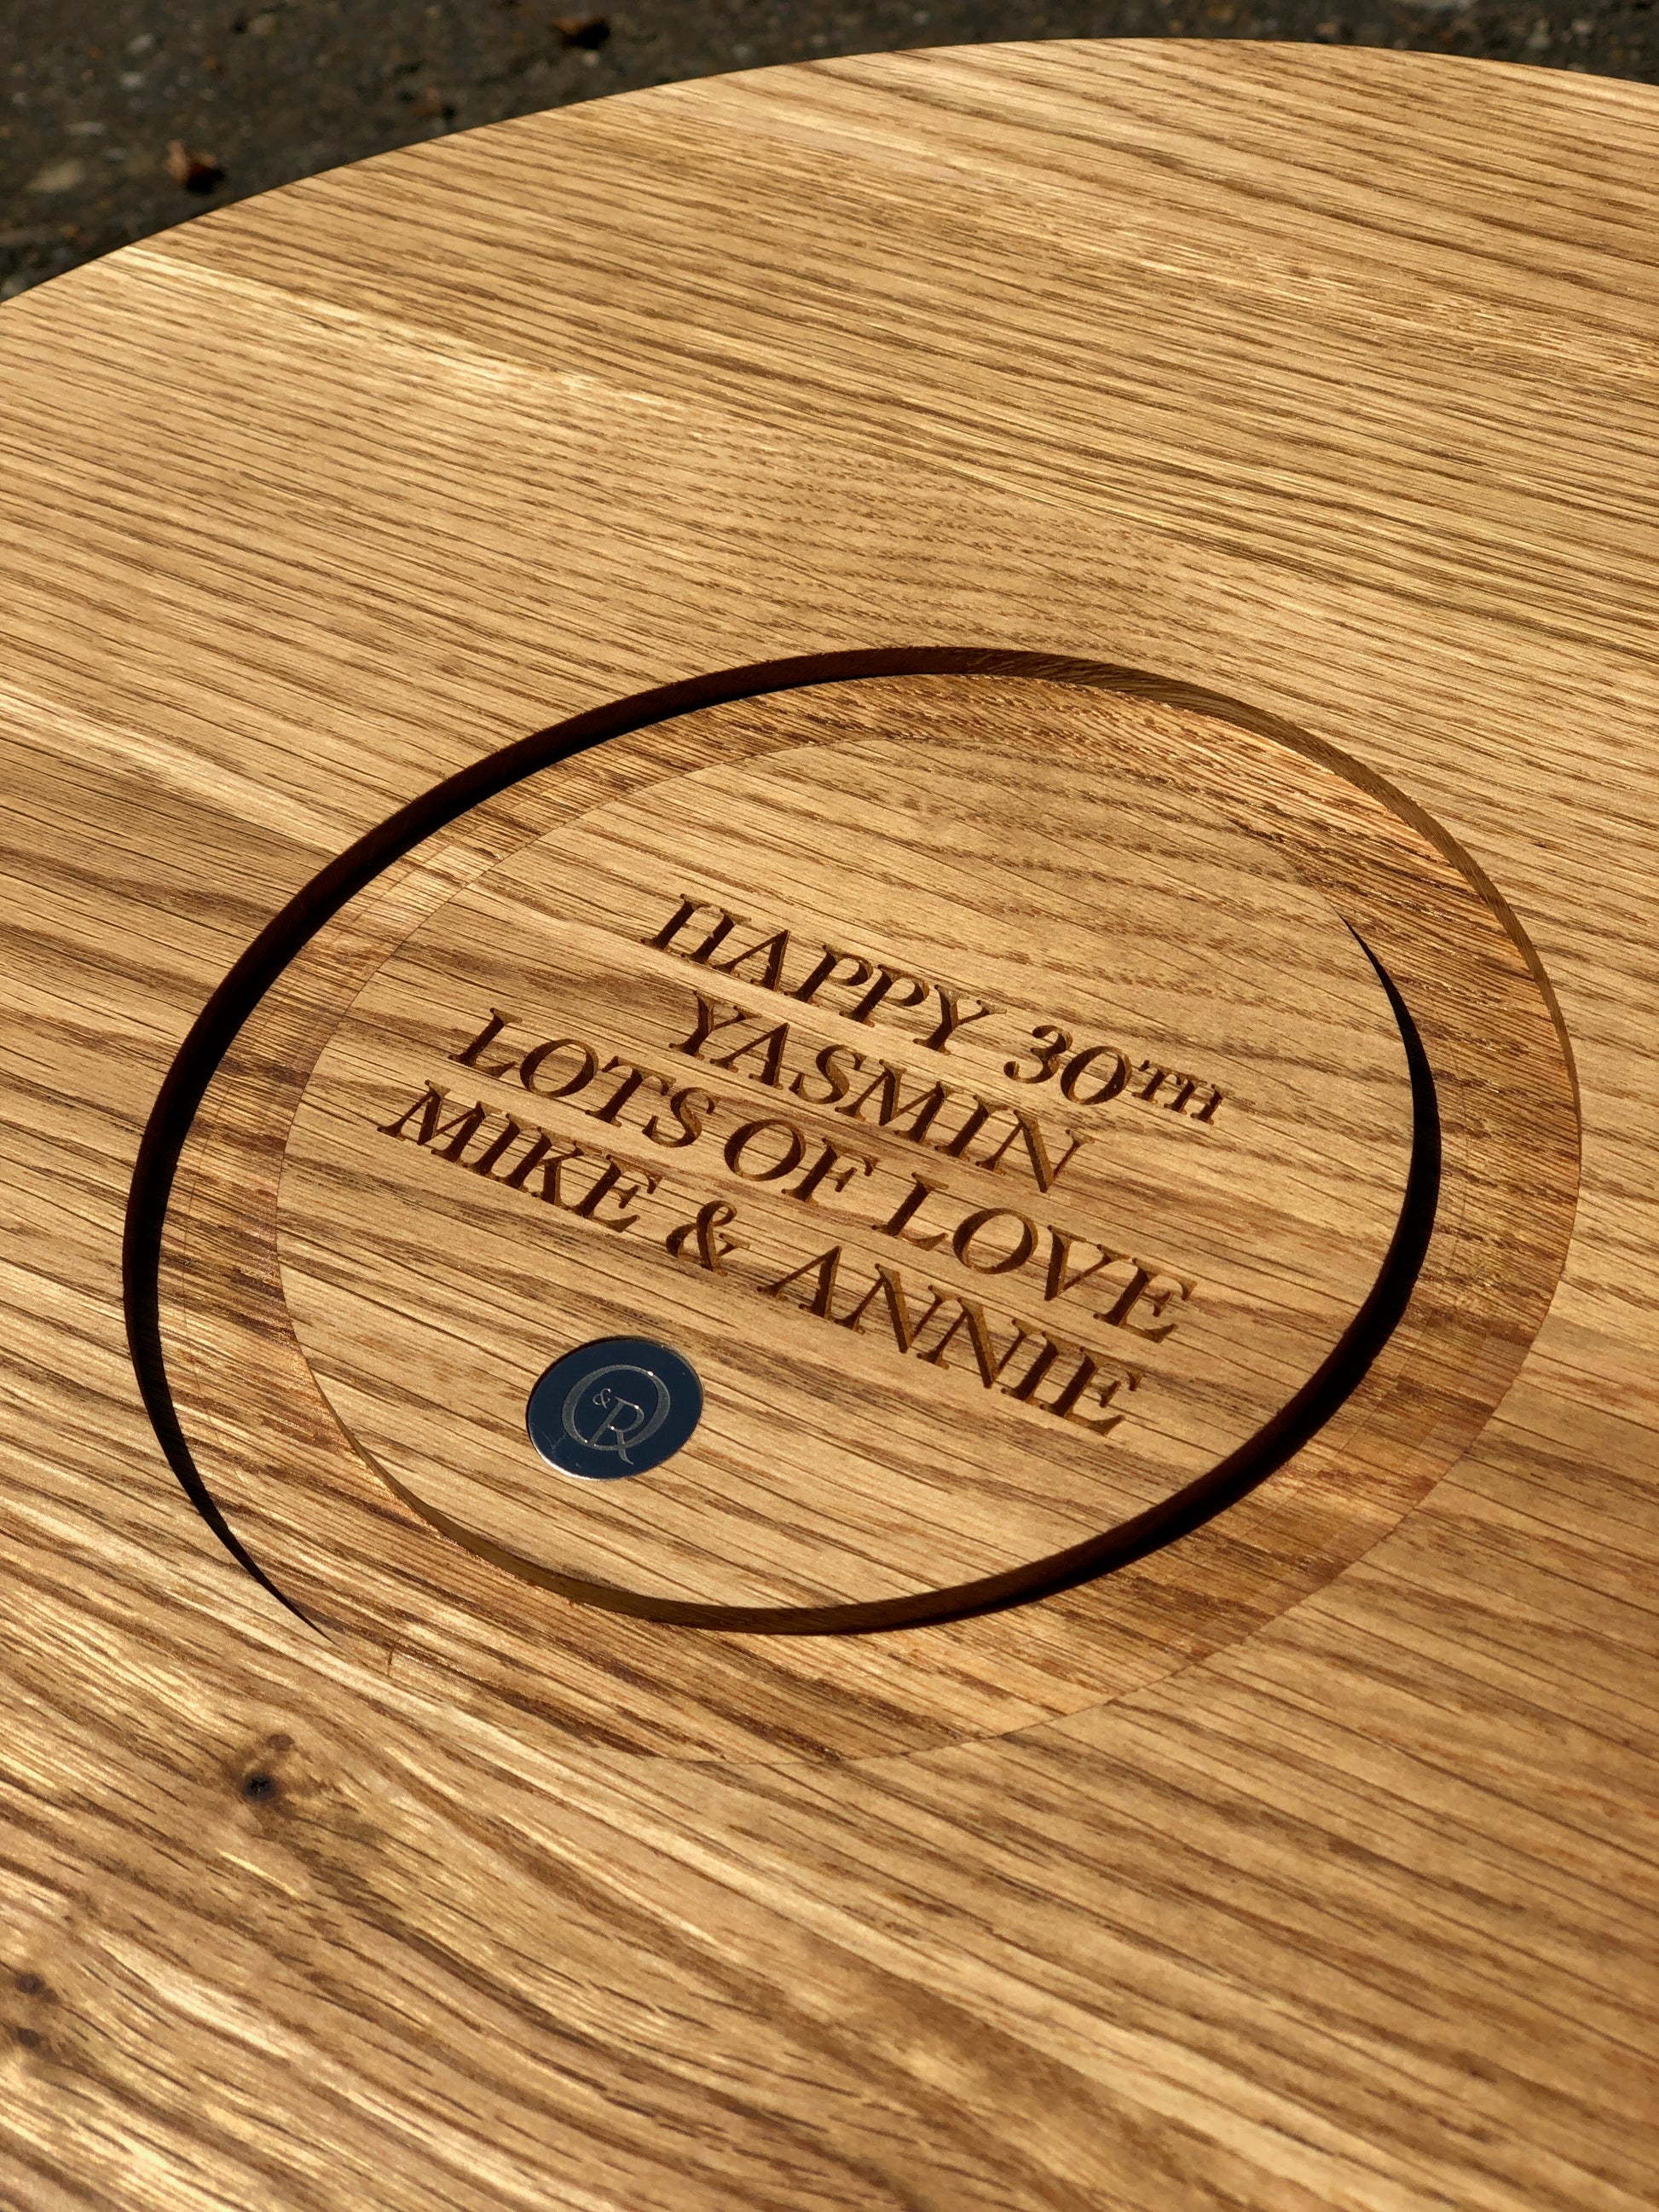 HAPPY 30TH
YASMIN
LOTS OF LOVE
MIKE & ANNIE
O&R